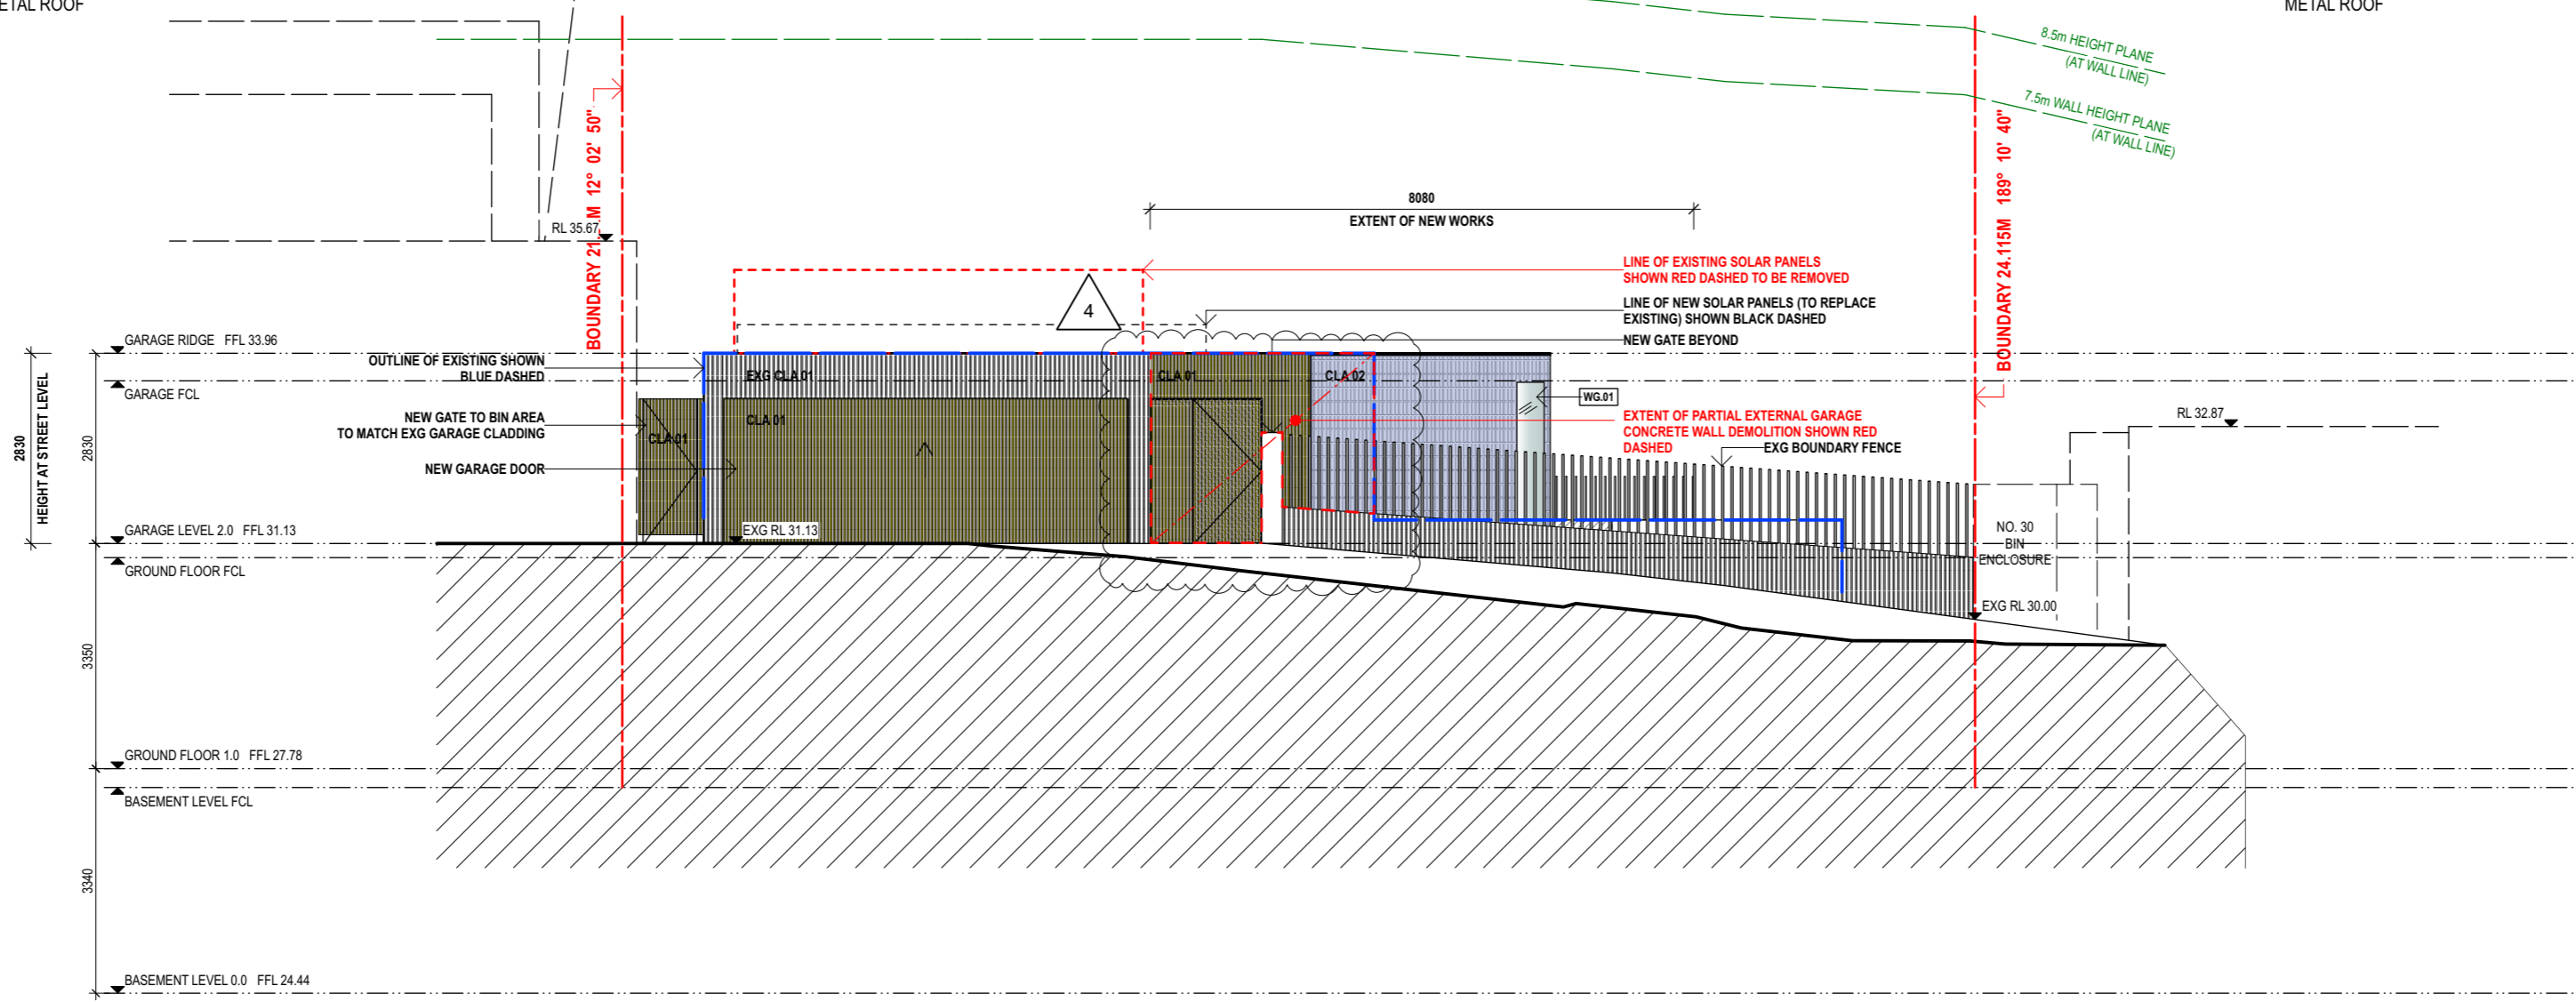 METAL ROOF
8.5m HEIGHT PLANE
(AT WALL LINE)
7.5m WALL HEIGHT PLANE
(AT WALL LINE)
BOUNDARY 21. M 12° 02' 50"
BOUNDARY 24.115M 189° 10' 40"
8080
EXTENT OF NEW WORKS
RL 35.67
LINE OF EXISTING SOLAR PANELS
SHOWN RED DASHED TO BE REMOVED
4
LINE OF NEW SOLAR PANELS (TO REPLACE
EXISTING) SHOWN BLACK DASHED
NEW GATE BEYOND
GARAGE RIDGE FFL 33.96
OUTLINE OF EXISTING SHOWN
BLUE DASHED
EXG CLA 01
CLA 01
CLA 02
GARAGE FCL
WG.01
NEW GATE TO BIN AREA
TO MATCH EXG GARAGE CLADDING
CLA 01
CLA 01
EXTENT OF PARTIAL EXTERNAL GARAGE
CONCRETE WALL DEMOLITION SHOWN RED
DASHED
EXG BOUNDARY FENCE
RL 32.87
2830
HEIGHT AT STREET LEVEL
2830
NEW GARAGE DOOR
GARAGE LEVEL 2.0 FFL 31.13
EXG RL 31.13
NO. 30
BIN
ENCLOSURE
GROUND FLOOR FCL
EXG RL 30.00
3350
GROUND FLOOR 1.0 FFL 27.78
BASEMENT LEVEL FCL
3340
BASEMENT LEVEL 0.0 FFL 24.44